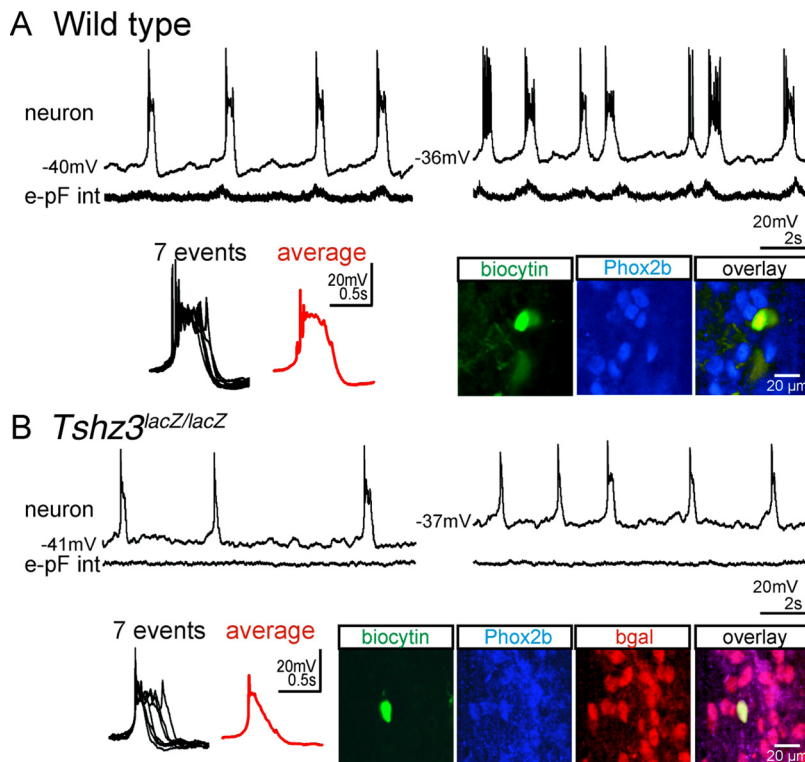 A Wild type
neuron
-40mV
-36mV
e-pF int
20mV
2s
7 events
average
20mV
0.5s
biocytin
Phox2b
overlay
20 µm
B Tshz3lacZ/lacZ
neuron
-41mV
-37mV
e-pF int
20mV
2s
7 events
average
20mV
0.5s
biocytin
Phox2b
bgal
overlay
20 µm